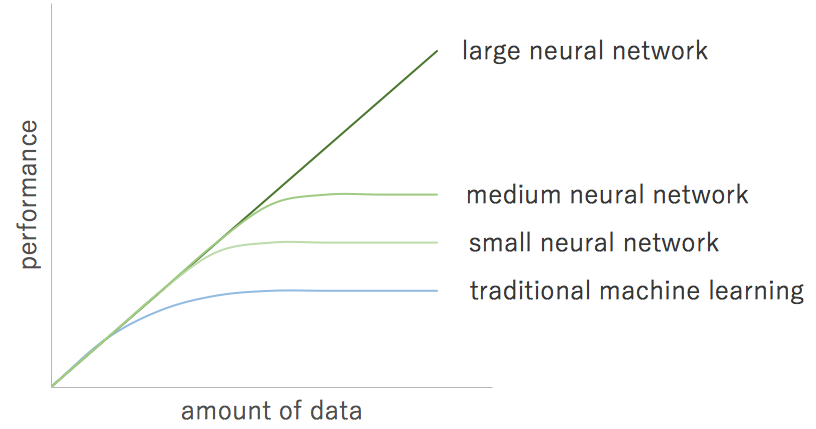 large neural network
medium neural network
small neural network
traditional machine learning
performance
amount of data